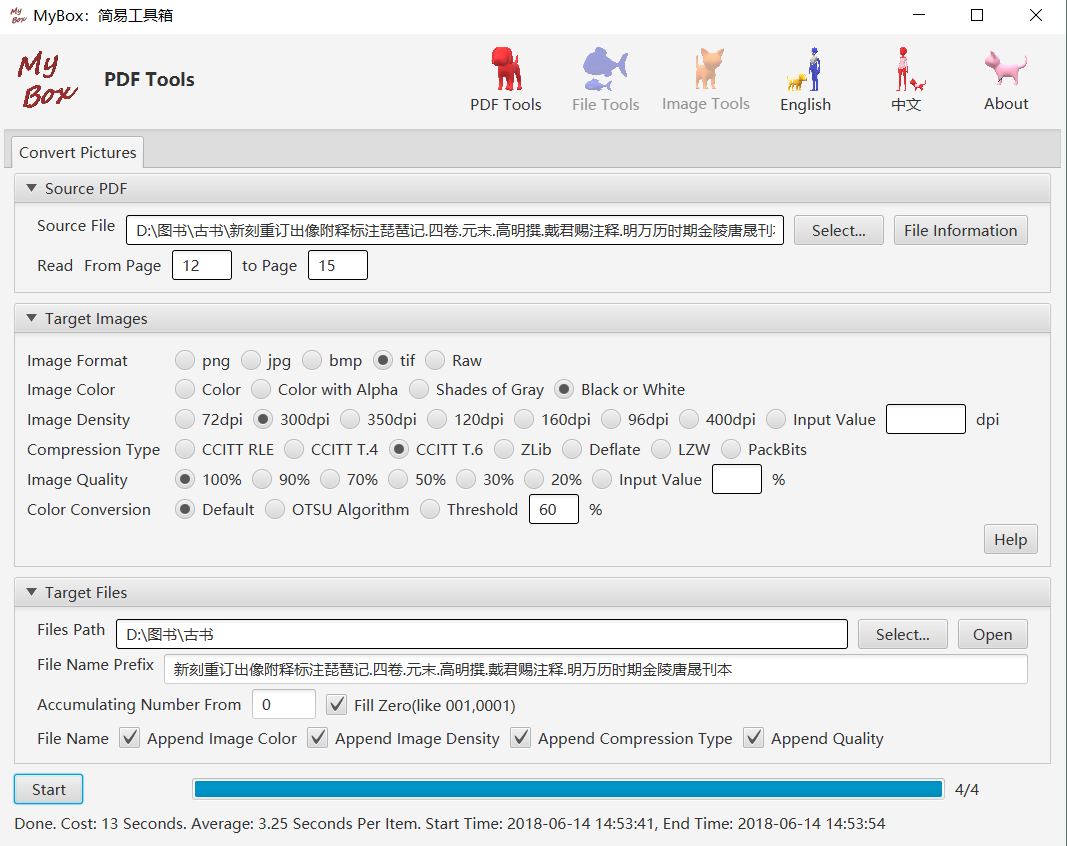 My Box MyBox：简易工具箱
My Box PDF Tools PDF Tools File Tools Image Tools English 中文 About
Convert Pictures
Source PDF
Source File D:\图书\古书\新刻重订出像附释标注琵琶记.四卷.元末.高明撰.戴君赐注释.明万历时期金陵唐晟刊 Select... File Information
Read From Page 12 to Page 15
Target Images
Image Format png jpg bmp tif Raw
Image Color Color Color with Alpha Shades of Gray Black or White
Image Density 72dpi 300dpi 350dpi 120dpi 160dpi 96dpi 400dpi Input Value dpi
Compression Type CCITT RLE CCITT T.4 CCITT T.6 ZLib Deflate LZW PackBits
Image Quality 100% 90% 70% 50% 30% 20% Input Value %
Color Conversion Default OTSU Algorithm Threshold 60 %
Help
Target Files
Files Path D:\图书\古书 Select... Open
File Name Prefix 新刻重订出像附释标注琵琶记.四卷.元末.高明撰.戴君赐注释.明万历时期金陵唐晟刊本
Accumulating Number From 0 Fill Zero(like 001,0001)
File Name Append Image Color Append Image Density Append Compression Type Append Quality
Start 4/4
Done. Cost: 13 Seconds. Average: 3.25 Seconds Per Item. Start Time: 2018-06-14 14:53:41, End Time: 2018-06-14 14:53:54